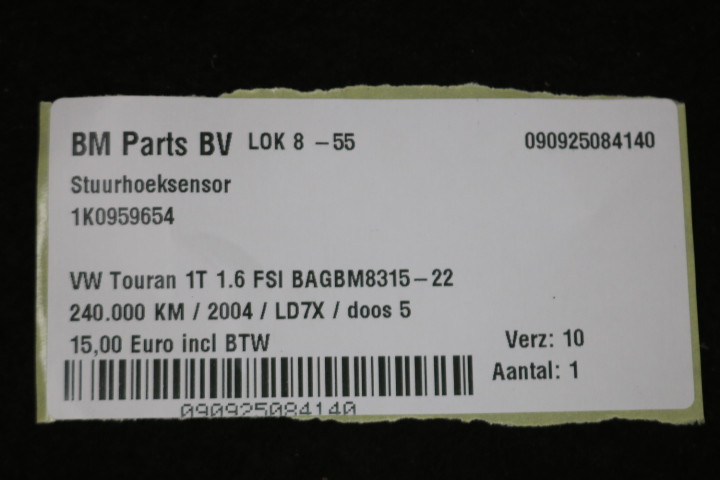 BM Parts BV LOK 8 -55 090925084140
Stuurhoeksensor
1K0959654
VW Touran 1T 1.6 FSI BAGBM8315-22
240.000 KM / 2004 / LD7X / doos 5
15,00 Euro incl BTW Verz: 10
Aantal: 1
090925084140